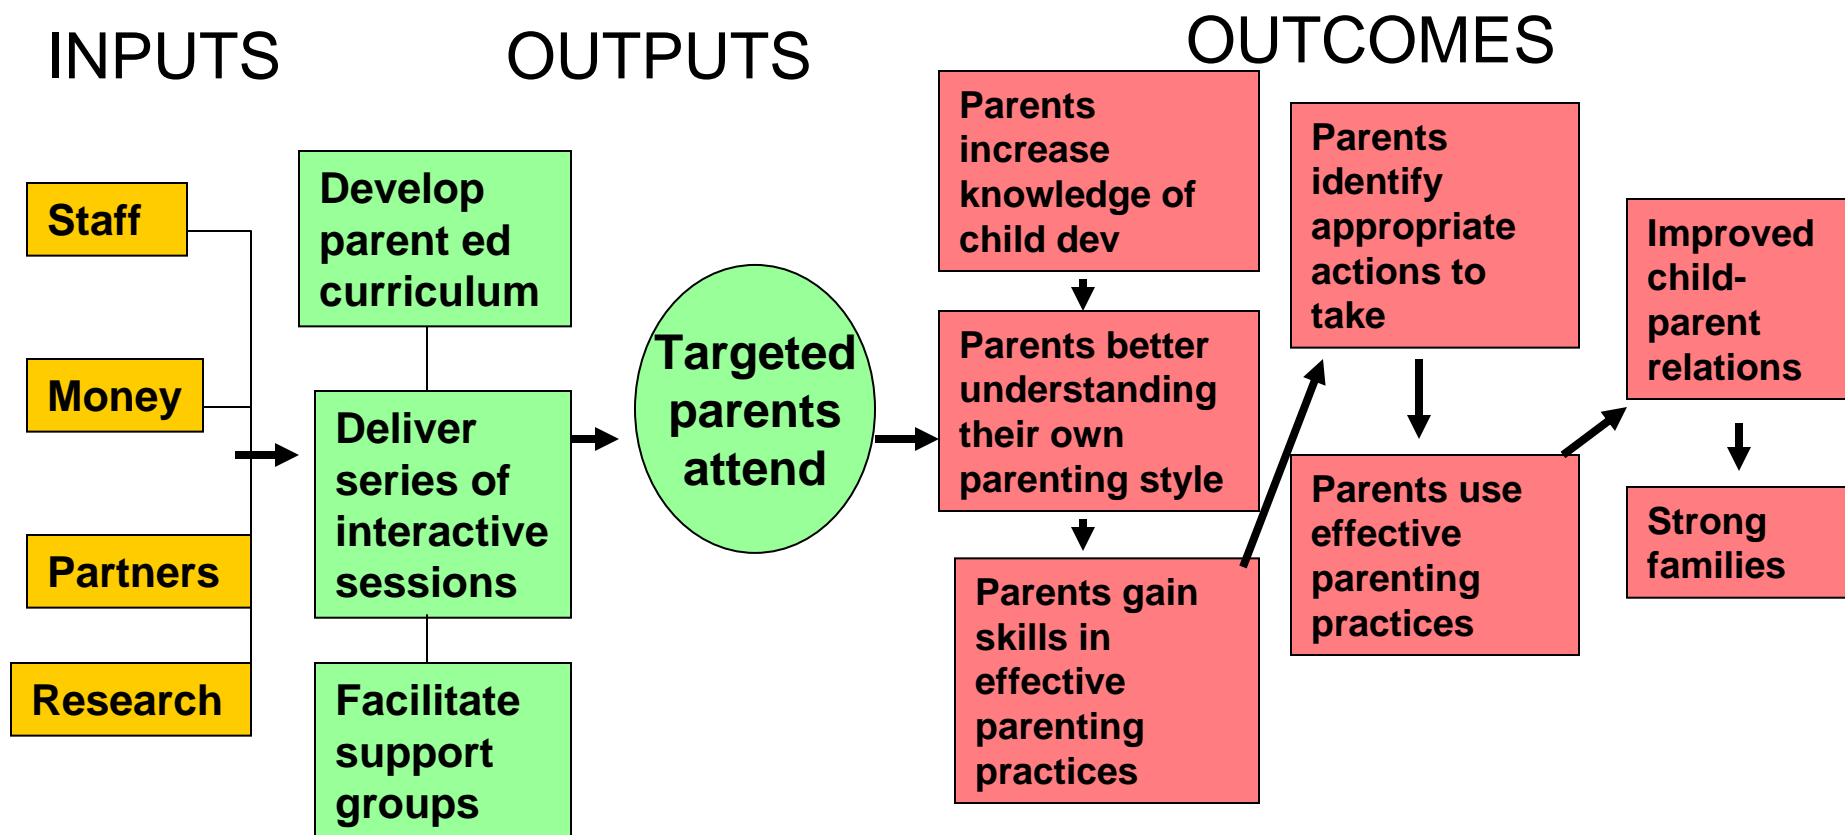 INPUTS
OUTPUTS
OUTCOMES
Staff
Money
Partners
Research
Develop
parent ed
curriculum
Deliver
series of
interactive
sessions
Facilitate
support
groups
Targeted
parents
attend
Parents
increase
knowledge of
child dev
Parents better
understanding
their own
parenting style
Parents gain
skills in
effective
parenting
practices
Parents
identify
appropriate
actions to
take
Parents use
effective
parenting
practices
Improved
child-
parent
relations
Strong
families